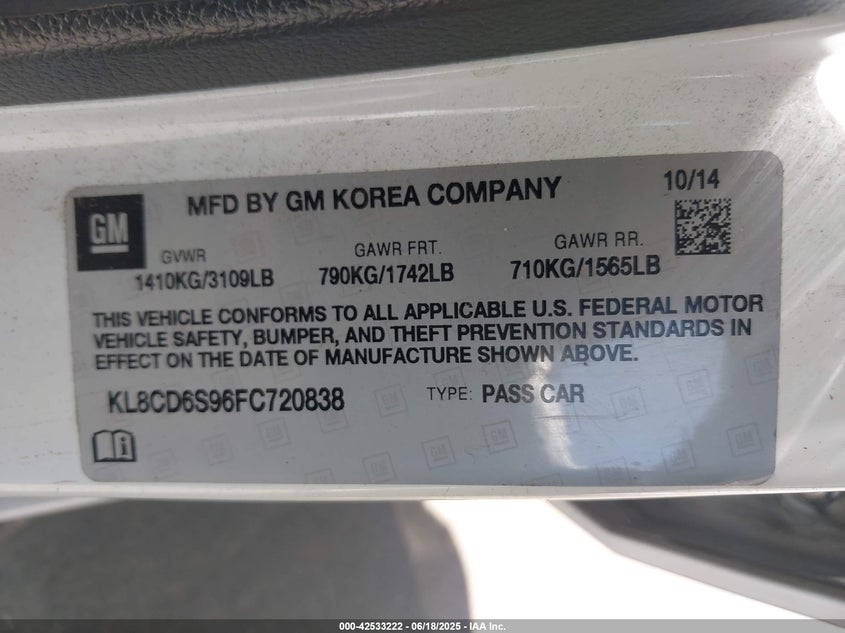 GM
MFD BY GM KOREA COMPANY
10/14
GVWR
GAWR FRT.
GAWR RR.
1410KG/3109LB
790KG/1742LB
710KG/1565LB
THIS VEHICLE CONFORMS TO ALL APPLICABLE U.S. FEDERAL MOTOR
VEHICLE SAFETY, BUMPER, AND THEFT PREVENTION STANDARDS IN
EFFECT ON THE DATE OF MANUFACTURE SHOWN ABOVE.
KL8CD6S96FC720838
TYPE: PASS CAR
000-42533222 - 06/18/2025 - IAA Inc.